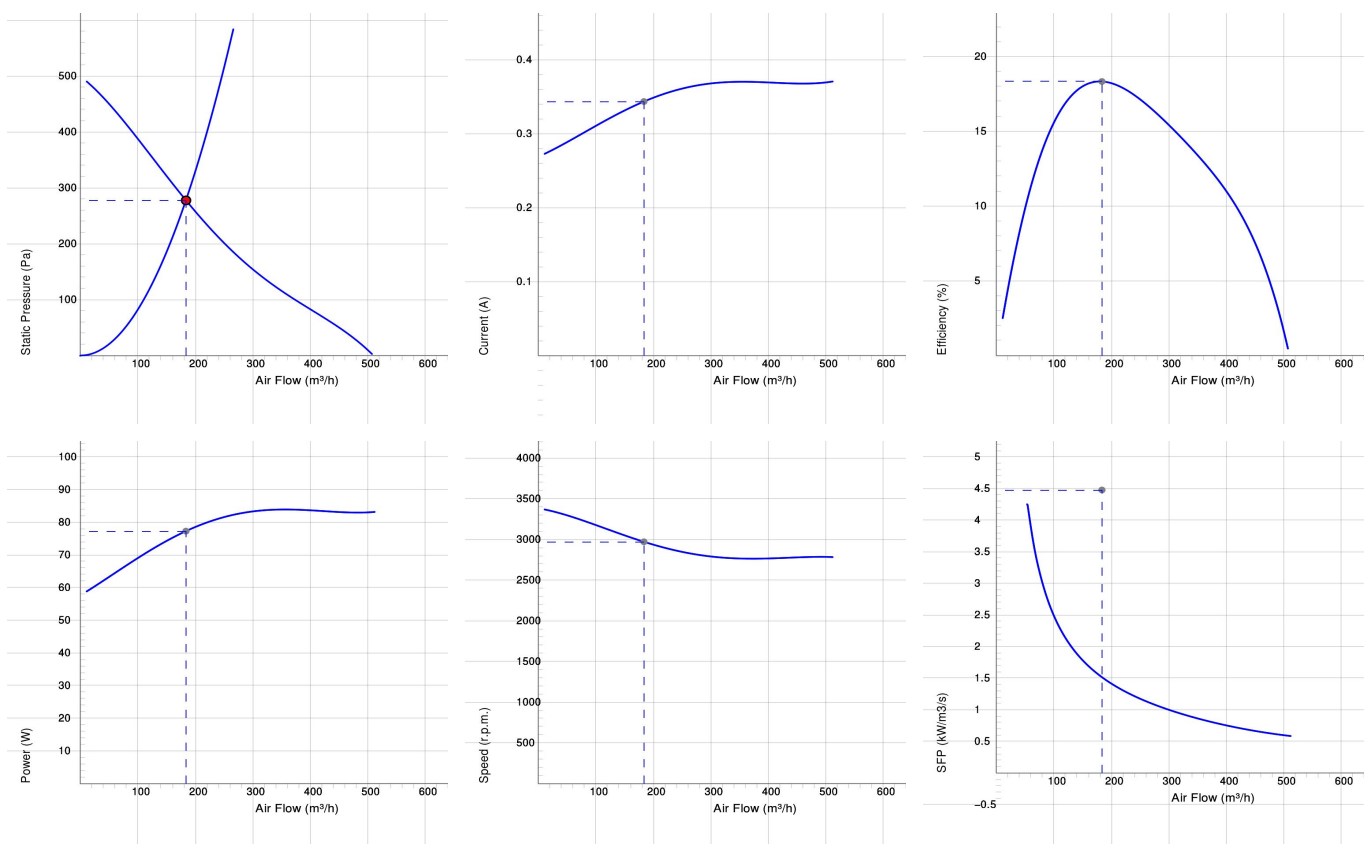 Static Pressure (Pa)
500
400
300
200
100
100 200 300 400 500 600
Air Flow (m³/h)
Current (A)
0.4
0.3
0.2
0.1
100 200 300 400 500 600
Air Flow (m³/h)
Efficiency (%)
20
15
10
5
100 200 300 400 500 600
Air Flow (m³/h)
Power (W)
100
90
80
70
60
50
40
30
20
10
100 200 300 400 500 600
Air Flow (m³/h)
Speed (r.p.m.)
4000
3500
3000
2500
2000
1500
1000
500
100 200 300 400 500 600
Air Flow (m³/h)
SFP (kW/m3/s)
5
4.5
4
3.5
3
2.5
2
1.5
1
0.5
−0.5
100 200 300 400 500 600
Air Flow (m³/h)